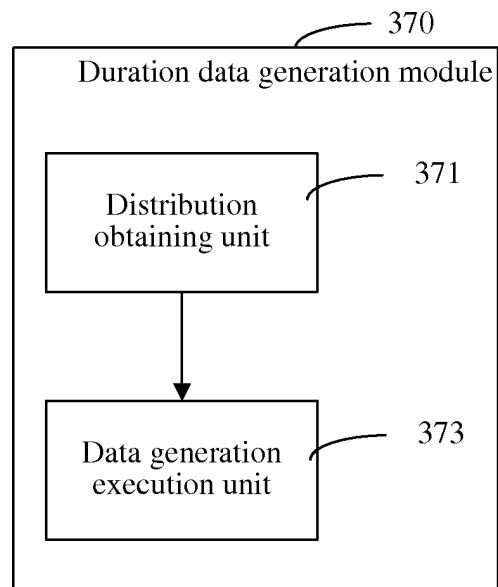 370
Duration data generation module
371
Distribution
obtaining unit
373
Data generation
execution unit